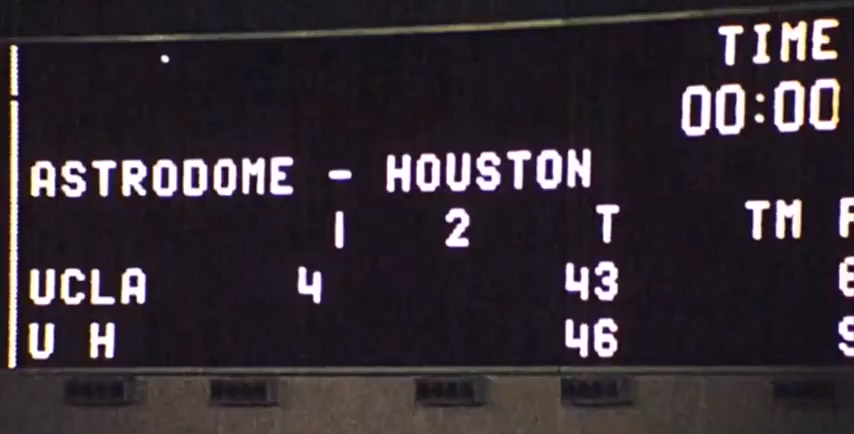 TIME
00:00
ASTRODOME - HOUSTON
1 2 T TM
UCLA 4 43
U H 46